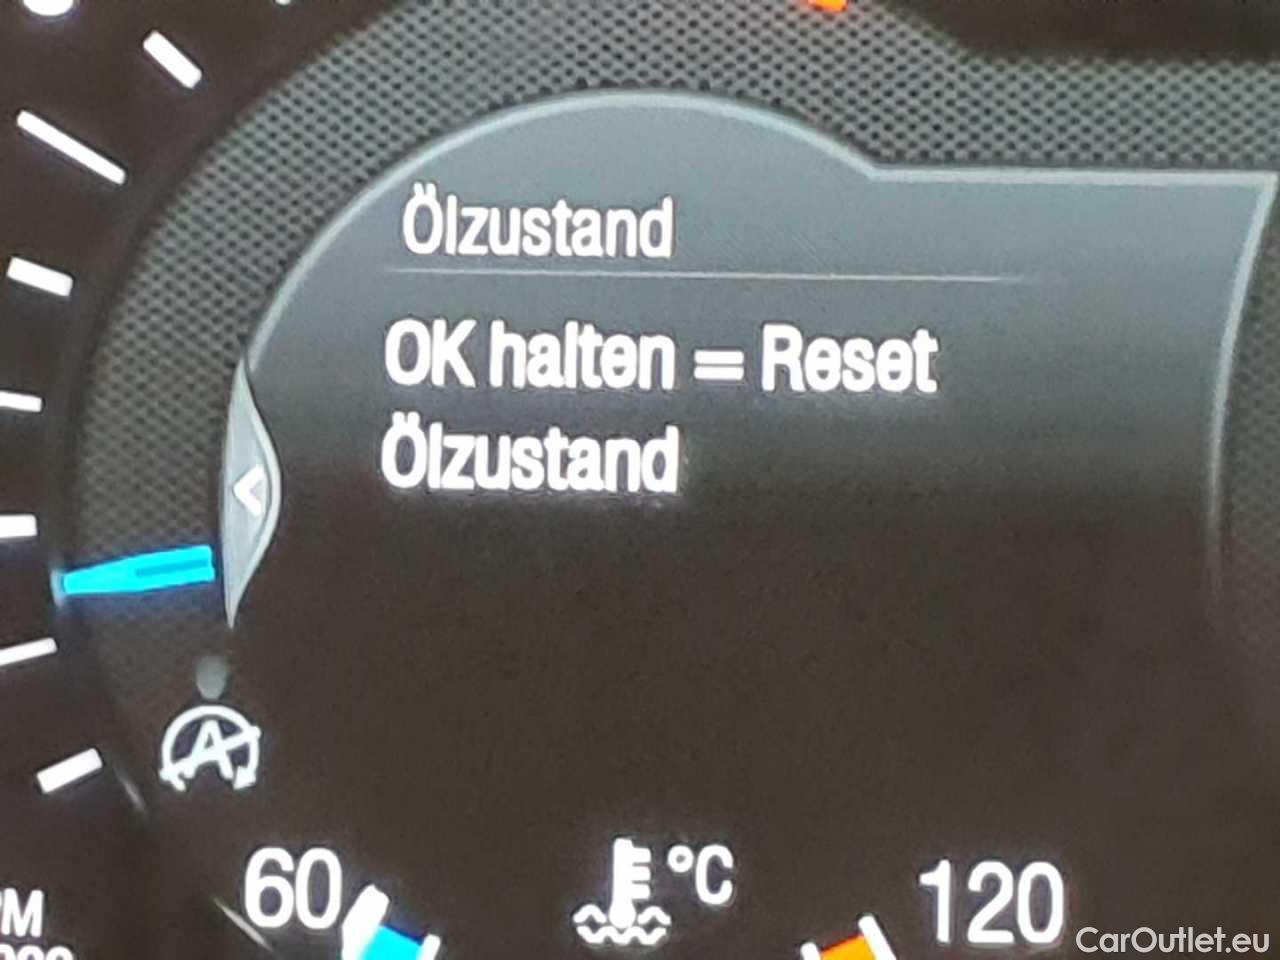 Ölzustand
OK halten = Reset
Ölzustand
60
°C
120
CarOutlet.eu